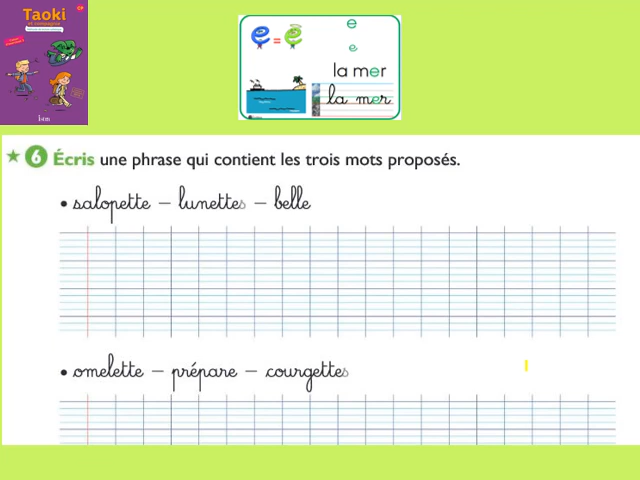 Taoki
et compagnie
CP
e
e = e
e
la mer
la mer
6 Écris une phrase qui contient les trois mots proposés.
• salopette – lunettes – belle
• omelette – prépare – courgettes